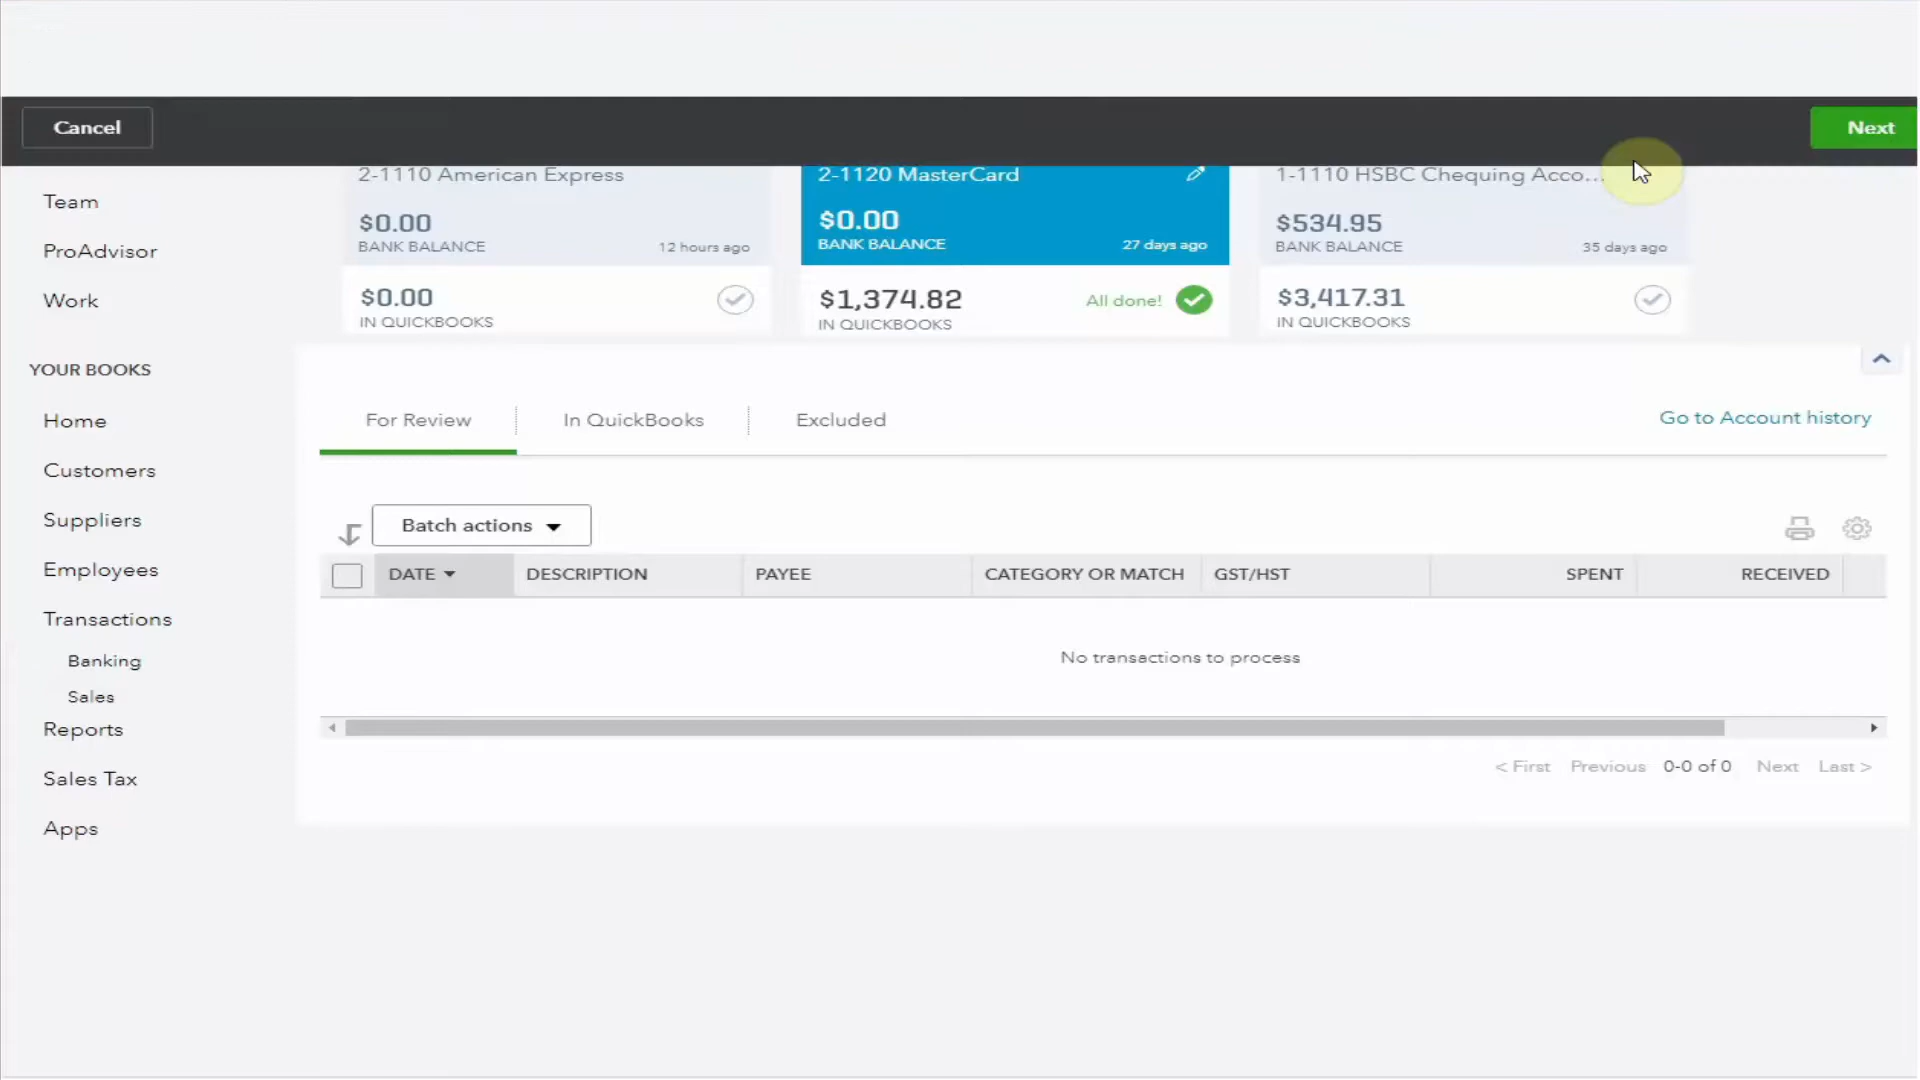 Cancel
Next
2-1110 American Express
2-1120 MasterCard
1-1110 HSBC Chequing Acco...
Team
$0.00
$0.00
$534.95
BANK BALANCE
12 hours ago
BANK BALANCE
27 days ago
BANK BALANCE
35 days ago
ProAdvisor
Work
$0.00
IN QUICKBOOKS
$1,374.82
IN QUICKBOOKS
All done!
$3,417.31
IN QUICKBOOKS
YOUR BOOKS
Home
For Review
In QuickBooks
Excluded
Go to Account history
Customers
Suppliers
Batch actions
Employees
DATE
DESCRIPTION
PAYEE
CATEGORY OR MATCH
GST/HST
SPENT
RECEIVED
Transactions
Banking
No transactions to process
Sales
Reports
< First Previous 0-0 of 0 Next Last >
Sales Tax
Apps